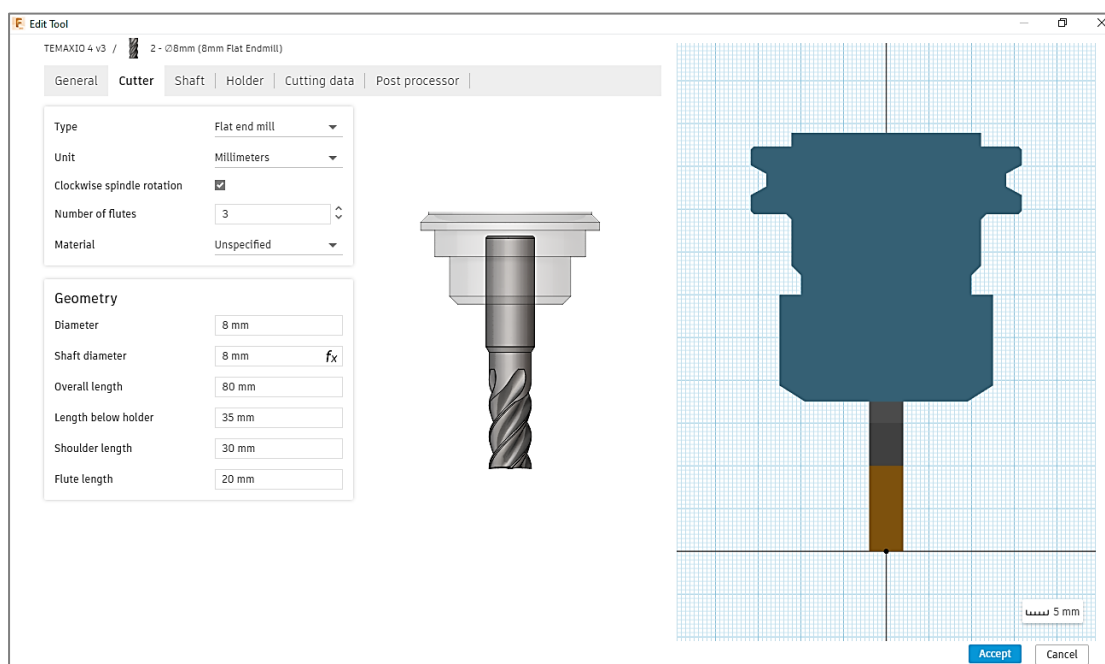 Edit Tool
TEMAXIO 4 v3 / 2 - ∅8mm (8mm Flat Endmill)
General Cutter Shaft Holder Cutting data Post processor
Type Flat end mill
Unit Millimeters
Clockwise spindle rotation
Number of flutes 3
Material Unspecified
Geometry
Diameter 8 mm
Shaft diameter 8 mm fx
Overall length 80 mm
Length below holder 35 mm
Shoulder length 30 mm
Flute length 20 mm
5 mm
Accept Cancel